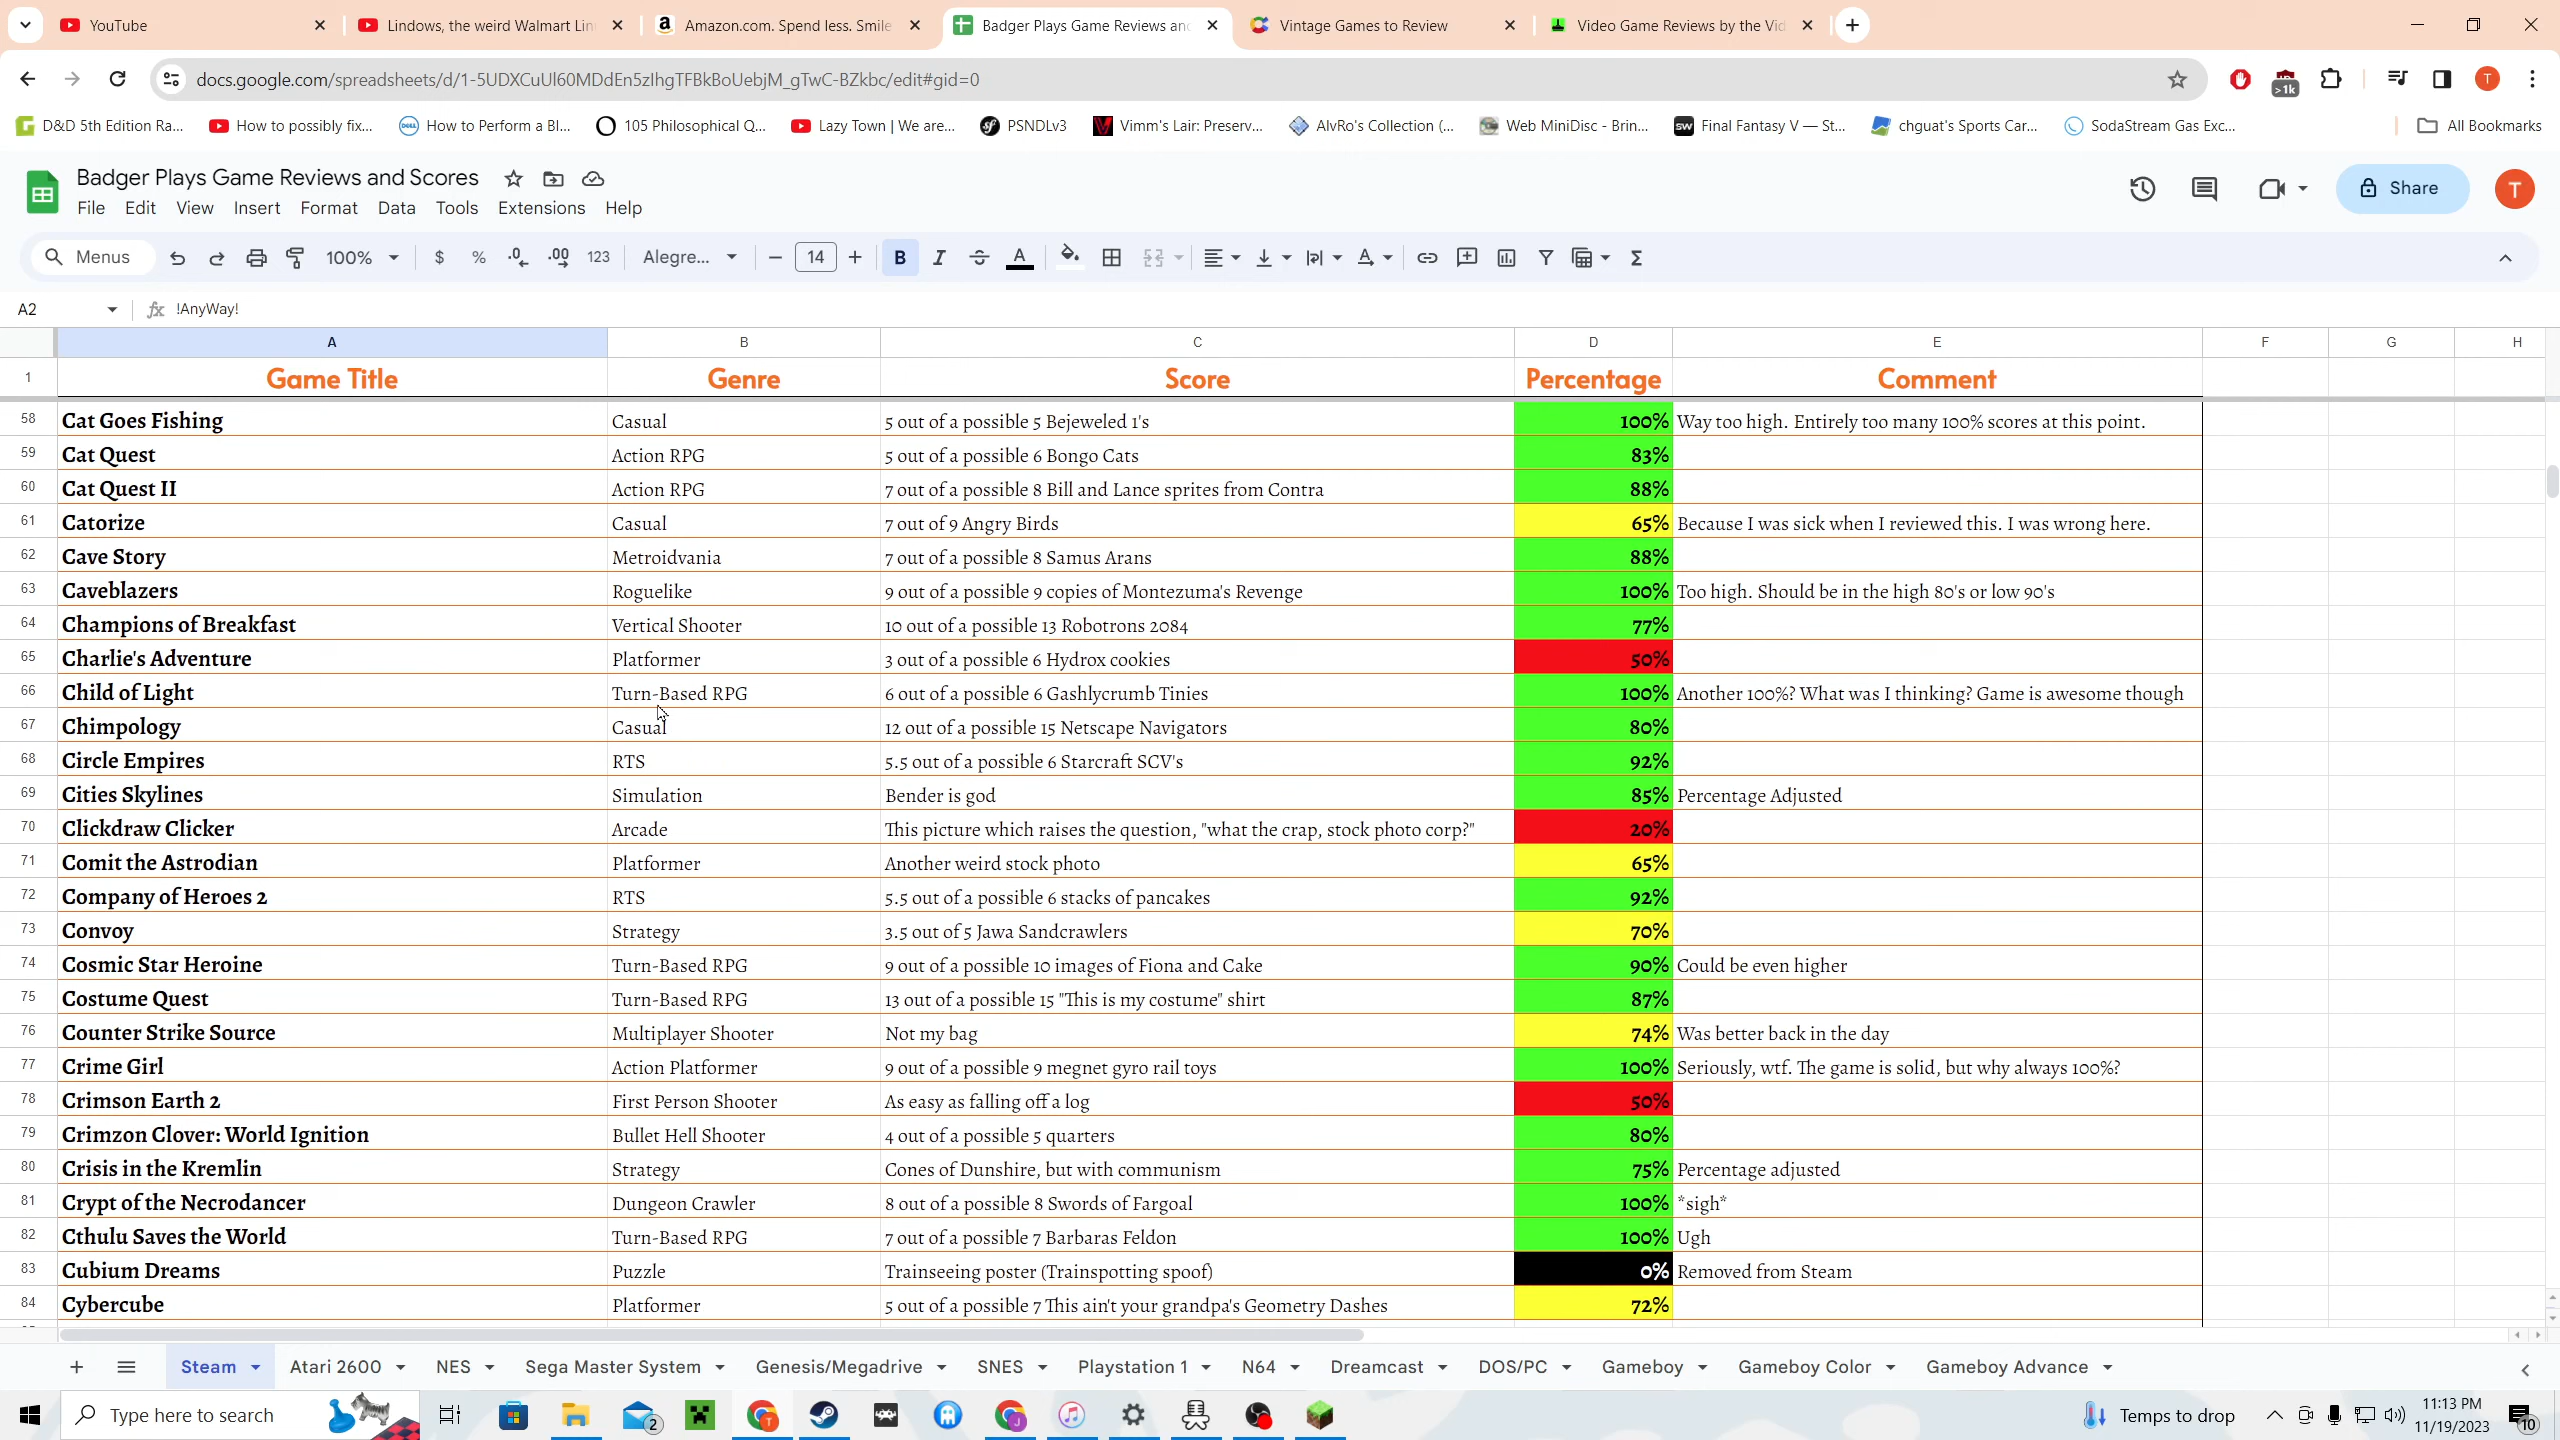 YouTube
Lindows, the weird Walmart Lin
Amazon.com. Spend less. Smile
Badger Plays Game Reviews an
Vintage Games to Review
Video Game Reviews by the Vid
docs.google.com/spreadsheets/d/1-5UDXCuUl60MDdEn5zIhgTFBkBoUebjM_gTwC-BZkbc/edit#gid=0
>1k
T
D&D 5th Edition Ra...
How to possibly fix...
How to Perform a Bl...
105 Philosophical Q...
Lazy Town | We are...
PSNDLv3
Vimm's Lair: Preserv...
AlvRo's Collection (...
Web MiniDisc - Brin...
Final Fantasy V — St...
chguat's Sports Car...
SodaStream Gas Exc...
All Bookmarks
Badger Plays Game Reviews and Scores
File Edit View Insert Format Data Tools Extensions Help
Share
T
Menus 100% $ % .0 .00 123 Alegre... 14 B I A
A2 fx !AnyWay!
A B C D E F G H
1 Game Title Genre Score Percentage Comment
58 Cat Goes Fishing Casual 5 out of a possible 5 Bejeweled 1's 100% Way too high. Entirely too many 100% scores at this point.
59 Cat Quest Action RPG 5 out of a possible 6 Bongo Cats 83%
60 Cat Quest II Action RPG 7 out of a possible 8 Bill and Lance sprites from Contra 88%
61 Catorize Casual 7 out of 9 Angry Birds 65% Because I was sick when I reviewed this. I was wrong here.
62 Cave Story Metroidvania 7 out of a possible 8 Samus Arans 88%
63 Caveblazers Roguelike 9 out of a possible 9 copies of Montezuma's Revenge 100% Too high. Should be in the high 80's or low 90's
64 Champions of Breakfast Vertical Shooter 10 out of a possible 13 Robotrons 2084 77%
65 Charlie's Adventure Platformer 3 out of a possible 6 Hydrox cookies 50%
66 Child of Light Turn-Based RPG 6 out of a possible 6 Gashlycrumb Tinies 100% Another 100%? What was I thinking? Game is awesome though
67 Chimpology Casual 12 out of a possible 15 Netscape Navigators 80%
68 Circle Empires RTS 5.5 out of a possible 6 Starcraft SCV's 92%
69 Cities Skylines Simulation Bender is god 85% Percentage Adjusted
70 Clickdraw Clicker Arcade This picture which raises the question, "what the crap, stock photo corp?" 20%
71 Comit the Astrodian Platformer Another weird stock photo 65%
72 Company of Heroes 2 RTS 5.5 out of a possible 6 stacks of pancakes 92%
73 Convoy Strategy 3.5 out of 5 Jawa Sandcrawlers 70%
74 Cosmic Star Heroine Turn-Based RPG 9 out of a possible 10 images of Fiona and Cake 90% Could be even higher
75 Costume Quest Turn-Based RPG 13 out of a possible 15 "This is my costume" shirt 87%
76 Counter Strike Source Multiplayer Shooter Not my bag 74% Was better back in the day
77 Crime Girl Action Platformer 9 out of a possible 9 megnet gyro rail toys 100% Seriously, wtf. The game is solid, but why always 100%?
78 Crimson Earth 2 First Person Shooter As easy as falling off a log 50%
79 Crimzon Clover: World Ignition Bullet Hell Shooter 4 out of a possible 5 quarters 80%
80 Crisis in the Kremlin Strategy Cones of Dunshire, but with communism 75% Percentage adjusted
81 Crypt of the Necrodancer Dungeon Crawler 8 out of a possible 8 Swords of Fargoal 100% *sigh*
82 Cthulu Saves the World Turn-Based RPG 7 out of a possible 7 Barbaras Feldon 100% Ugh
83 Cubium Dreams Puzzle Trainseeing poster (Trainspotting spoof) 0% Removed from Steam
84 Cybercube Platformer 5 out of a possible 7 This ain't your grandpa's Geometry Dashes 72%
Steam Atari 2600 NES Sega Master System Genesis/Megadrive SNES Playstation 1 N64 Dreamcast DOS/PC Gameboy Gameboy Color Gameboy Advance
Type here to search
2
Temps to drop
11:13 PM
11/19/2023
10